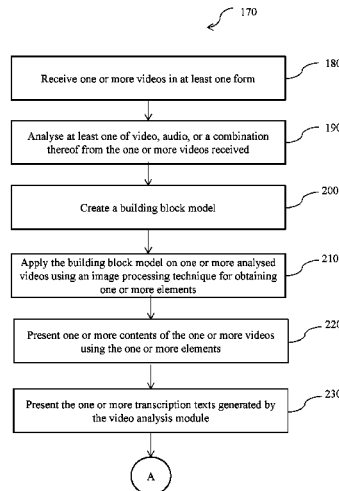 170
Receive one or more videos in at least one form
180
Analyse at least one of video, audio, or a combination
thereof from the one or more videos received
190
Create a building block model
200
Apply the building block model on one or more analysed
videos using an image processing technique for obtaining
one or more elements
210
Present one or more contents of the one or more videos
using the one or more elements
220
Present the one or more transcription texts generated by
the video analysis module
230
A